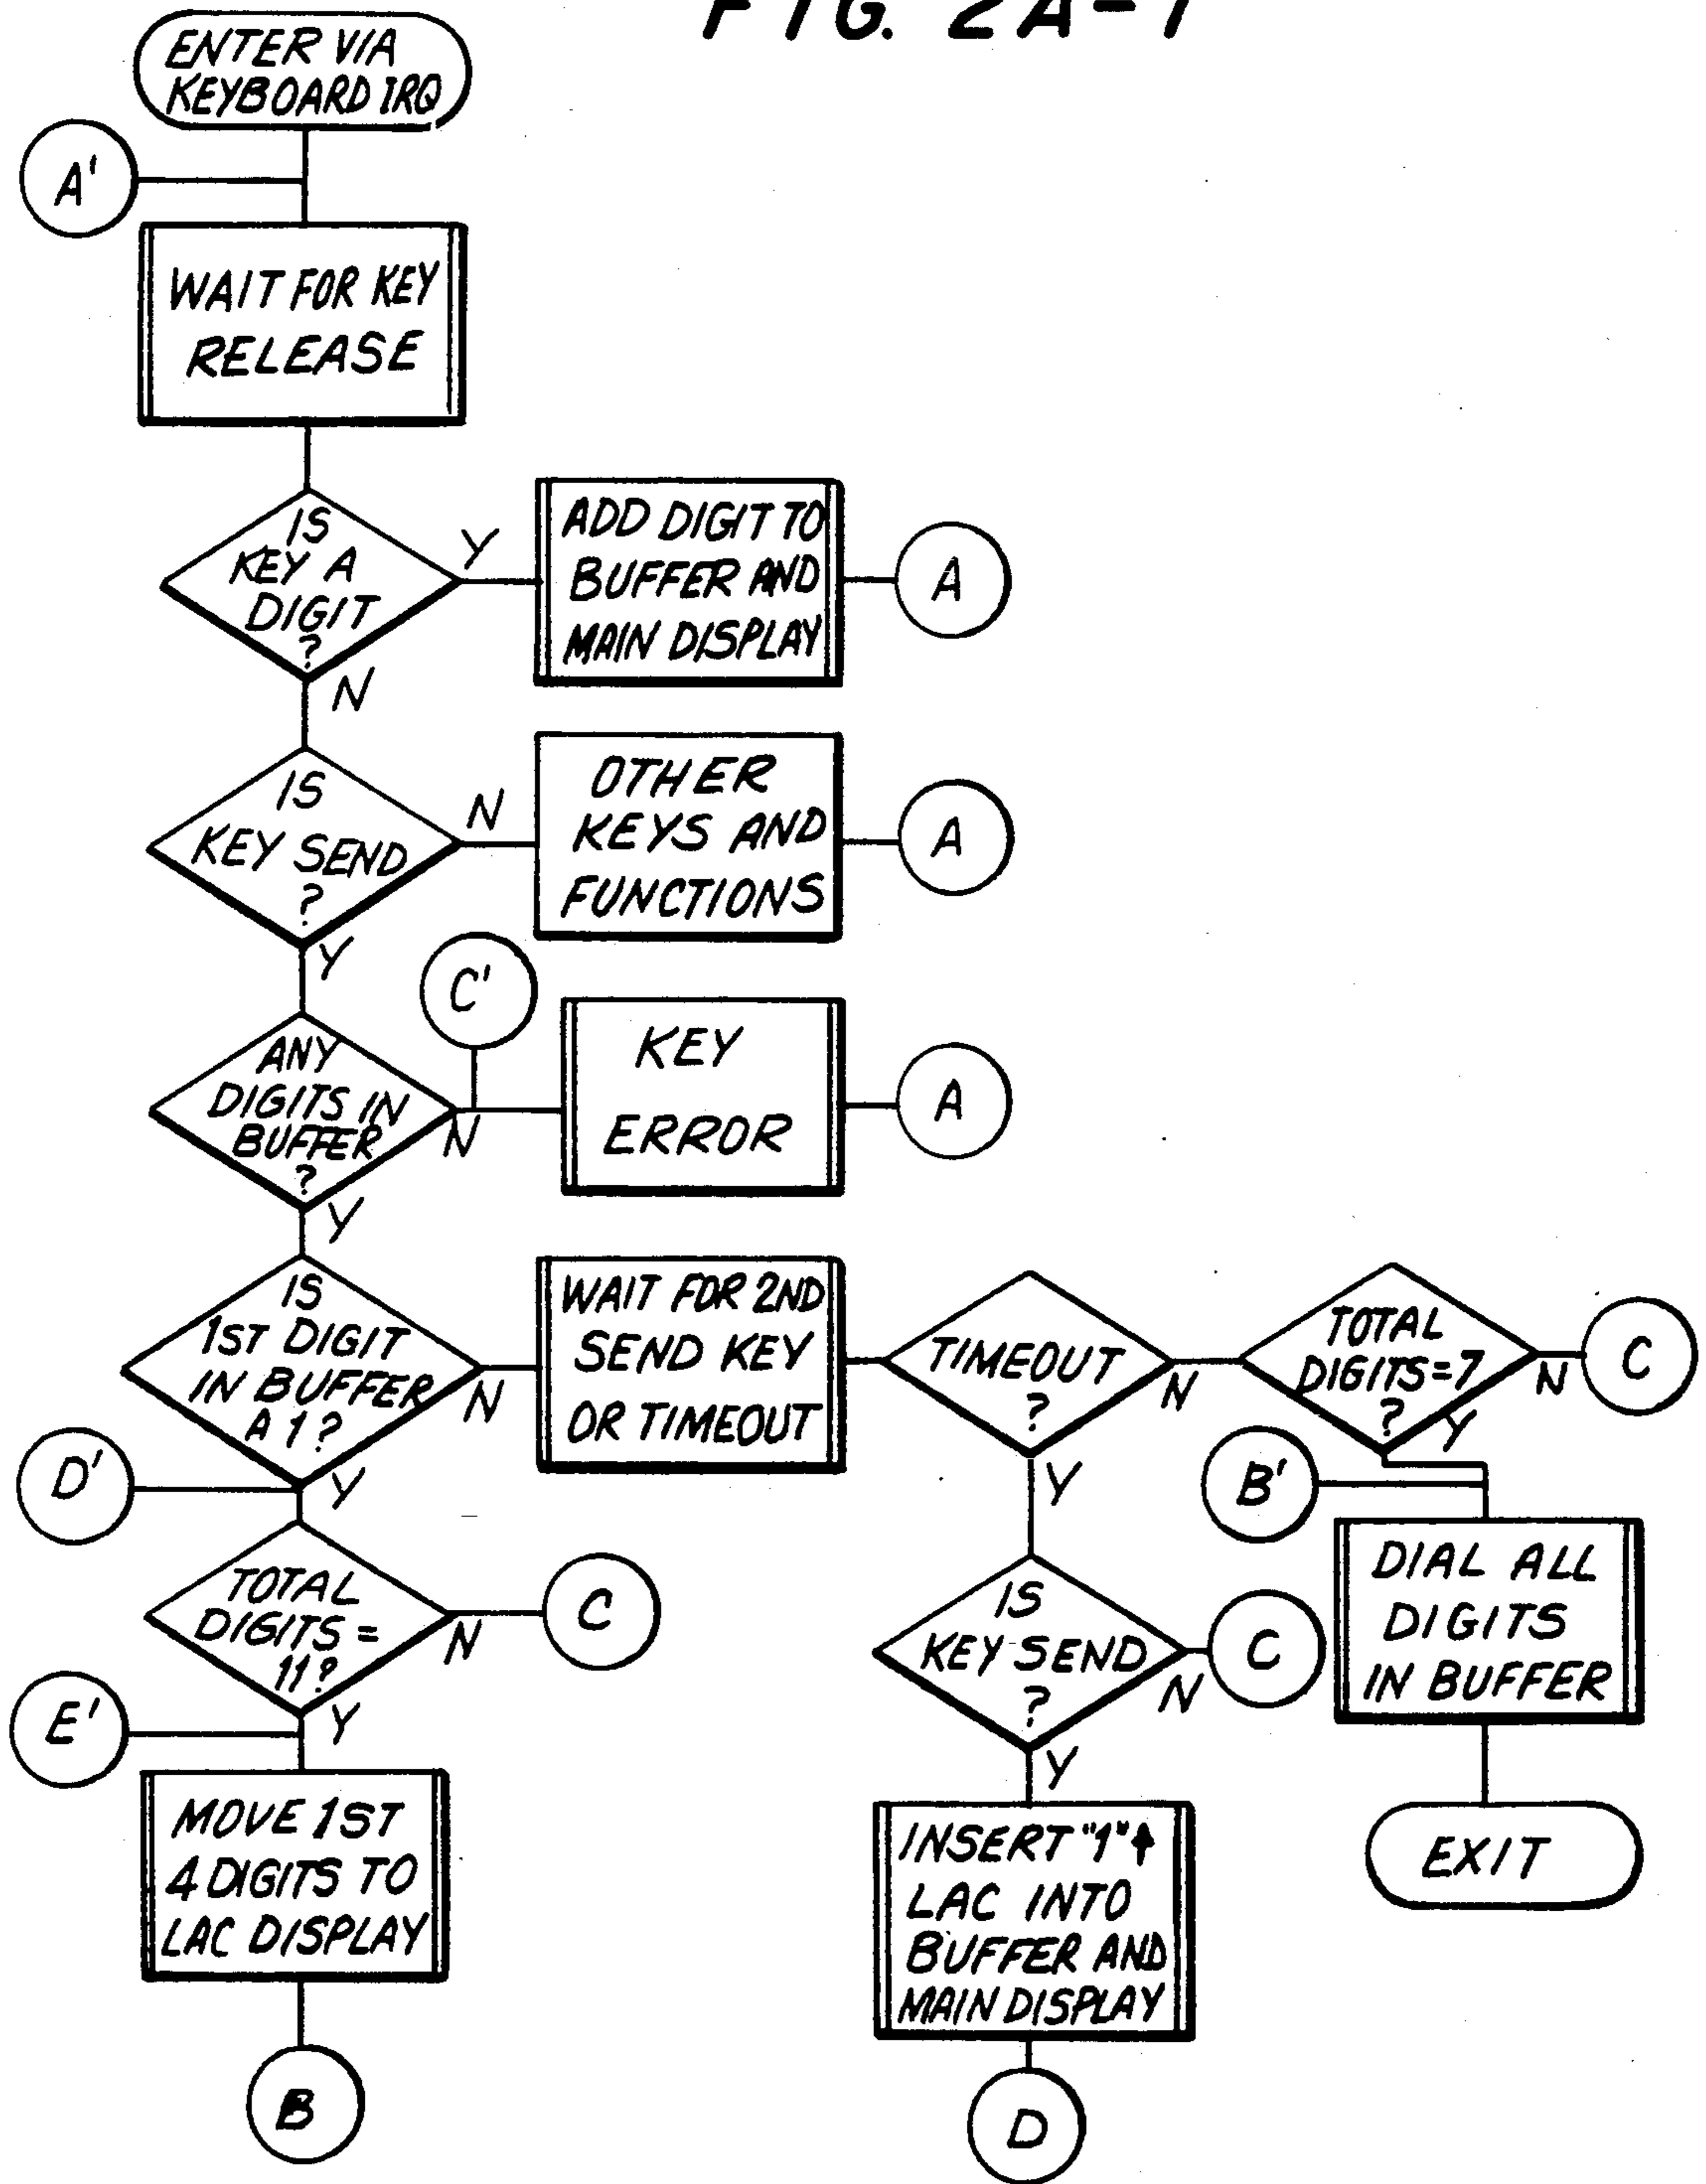 FIG. 2A-1
ENTER VIA
KEYBOARD IRQ
A'
WAIT FOR KEY
RELEASE
IS
KEY A
DIGIT
?
Y
N
ADD DIGIT TO
BUFFER AND
MAIN DISPLAY
A
IS
KEY SEND
?
N
Y
OTHER
KEYS AND
FUNCTIONS
A
C'
ANY
DIGITS IN
BUFFER
?
N
Y
KEY
ERROR
A
IS
1ST DIGIT
IN BUFFER
A 1?
N
Y
WAIT FOR 2ND
SEND KEY
OR TIMEOUT
TIMEOUT
?
N
Y
TOTAL
DIGITS=7
?
N
Y
C
D'
B'
TOTAL
DIGITS =
11?
N
Y
C
IS
KEY SEND
?
N
Y
C
DIAL ALL
DIGITS
IN BUFFER
EXIT
E'
MOVE 1ST
4 DIGITS TO
LAC DISPLAY
B
INSERT "1"
LAC INTO
BUFFER AND
MAIN DISPLAY
D